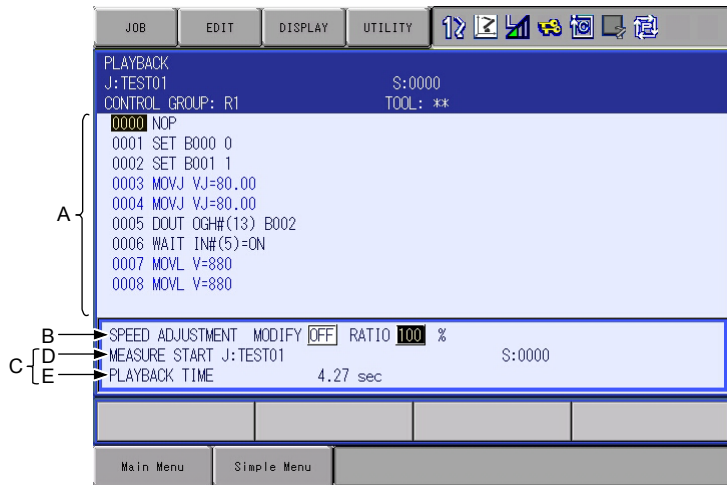 JOB EDIT DISPLAY UTILITY
PLAYBACK
J:TEST01 S:0000
CONTROL GROUP: R1 TOOL: **
0000 NOP
0001 SET B000 0
0002 SET B001 1
0003 MOVJ VJ=80.00
0004 MOVJ VJ=80.00
A
0005 DOUT OGH#(13) B002
0006 WAIT IN#(5)=ON
0007 MOVL V=880
0008 MOVL V=880
B SPEED ADJUSTMENT MODIFY OFF RATIO 100 %
C D MEASURE START J:TEST01 S:0000
E PLAYBACK TIME 4.27 sec
Main Menu Simple Menu